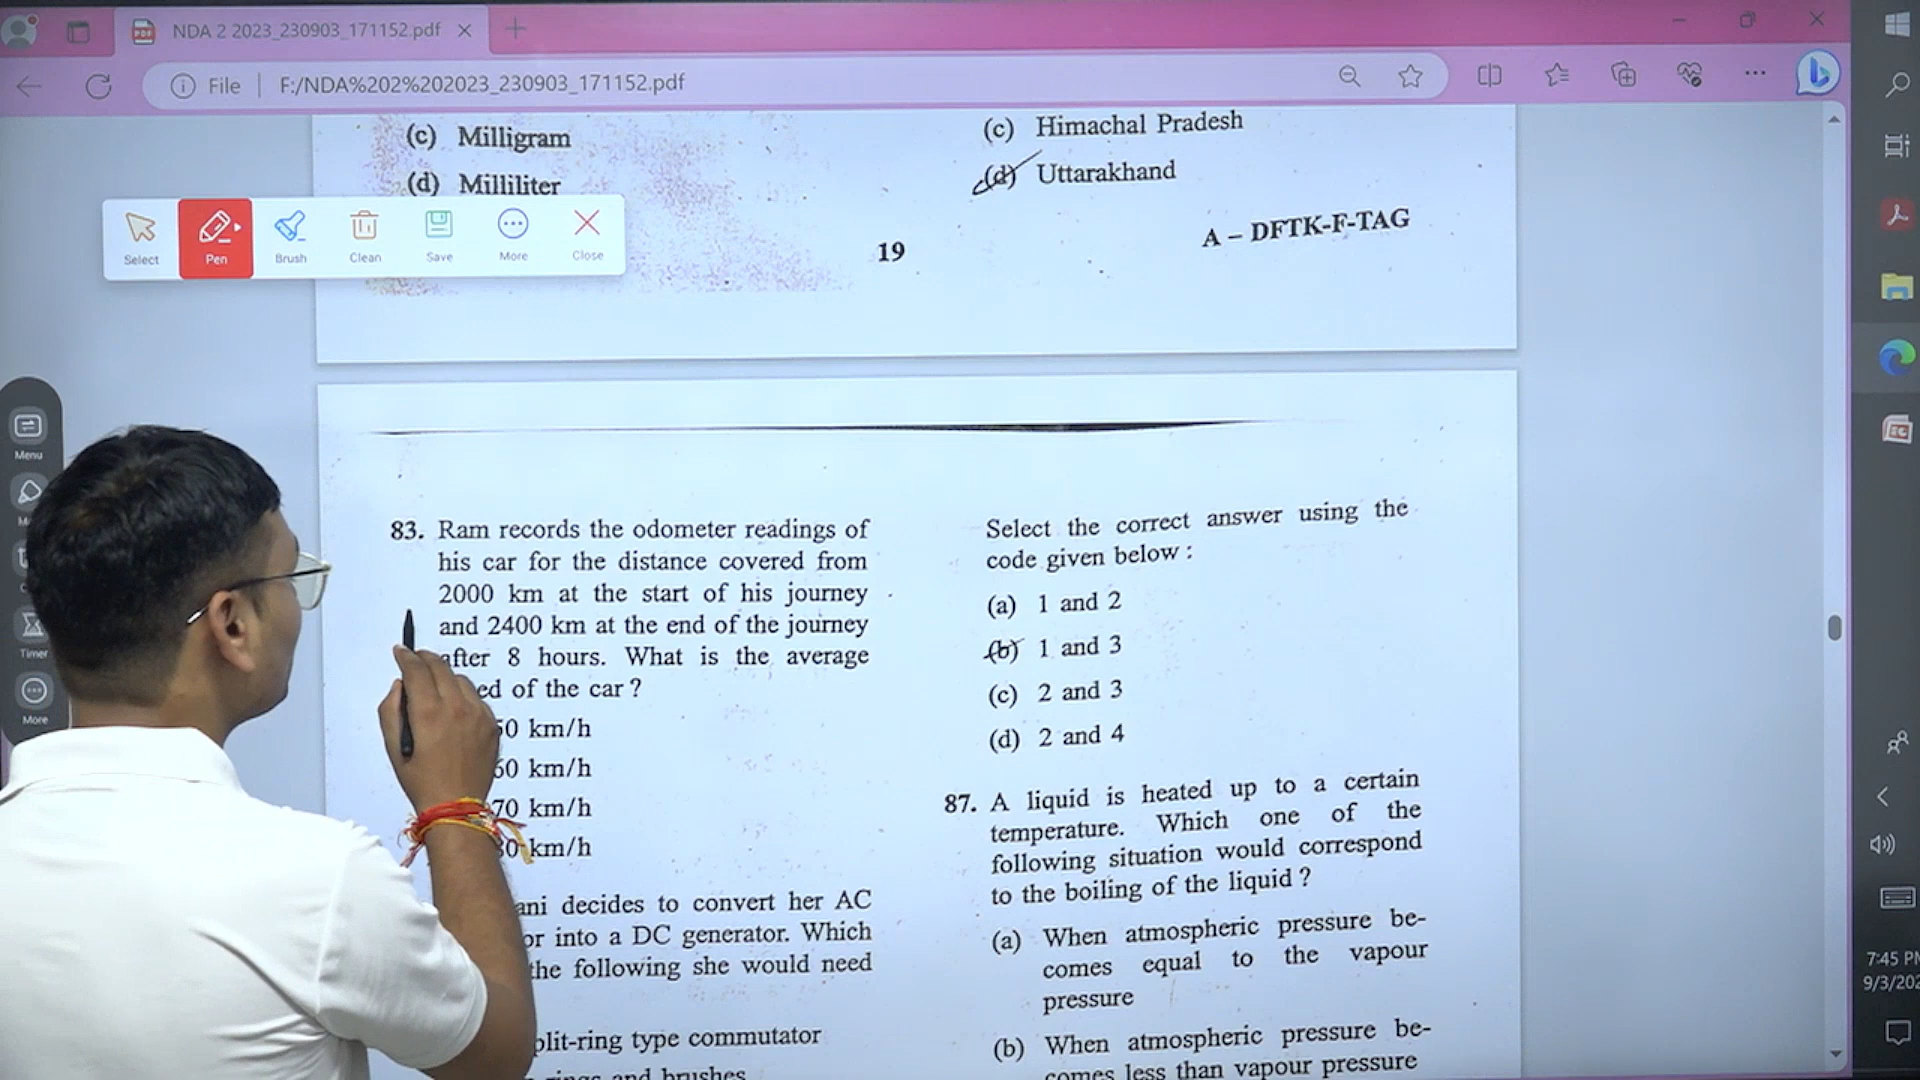 NDA 2 2023_230903_171152.pdf
File
F:/NDA%202%202023_230903_171152.pdf
(c) Milligram
(d) Milliliter
(c) Himachal Pradesh
(d) Uttarakhand
Select
Pen
Brush
Clean
Save
More
Close
19
A – DFTK-F-TAG
Menu
Timer
More
83. Ram records the odometer readings of
his car for the distance covered from
2000 km at the start of his journey
and 2400 km at the end of the journey
after 8 hours. What is the average
ed of the car ?
50 km/h
60 km/h
70 km/h
80 km/h
ani decides to convert her AC
or into a DC generator. Which
the following she would need
plit-ring type commutator
rings and brushes
Select the correct answer using the
code given below :
(a) 1 and 2
(b) 1 and 3
(c) 2 and 3
(d) 2 and 4
87. A liquid is heated up to a certain
temperature. Which one of the
following situation would correspond
to the boiling of the liquid ?
(a) When atmospheric pressure be-
comes equal to the vapour
pressure
(b) When atmospheric pressure be-
comes less than vapour pressure
7:45 PM
9/3/202